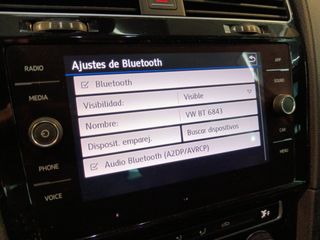 Ajustes de Bluetooth
RADIO
APP
Bluetooth
MEDIA
SOUND
Visibilidad: Visible
Nombre: VW BT 6843
Disposit. emparej. Buscar dispositivos
CAR
PHONE
MENU
Audio Bluetooth (A2DP/AVRCP)
VOICE